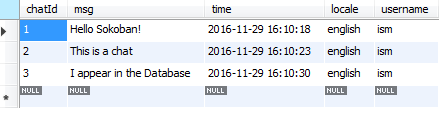 chatId msg time locale username
1 Hello Sokoban! 2016-11-29 16:10:18 english ism
2 This is a chat 2016-11-29 16:10:23 english ism
3 I appear in the Database 2016-11-29 16:10:30 english ism
NULL NULL NULL NULL NULL